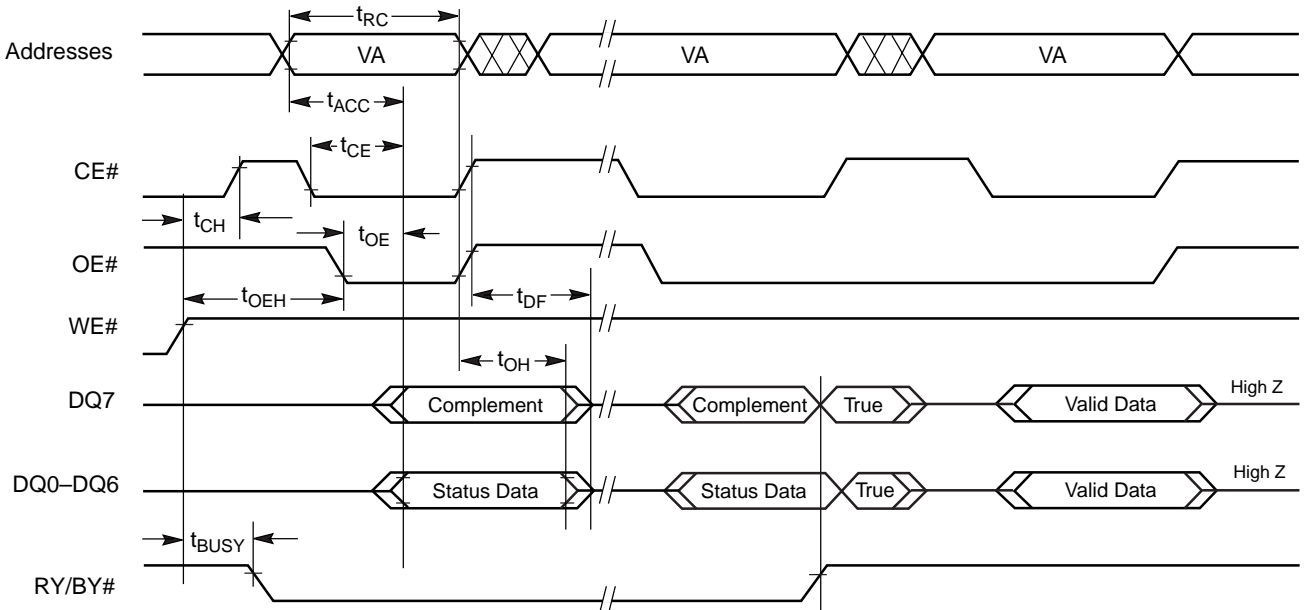 tRC
Addresses VA VA VA
tACC
tCE
CE#
tCH tOE
OE#
tOEH tDF
WE#
tOH
DQ7 Complement Complement True Valid Data High Z
DQ0–DQ6 Status Data Status Data True Valid Data High Z
tBUSY
RY/BY#